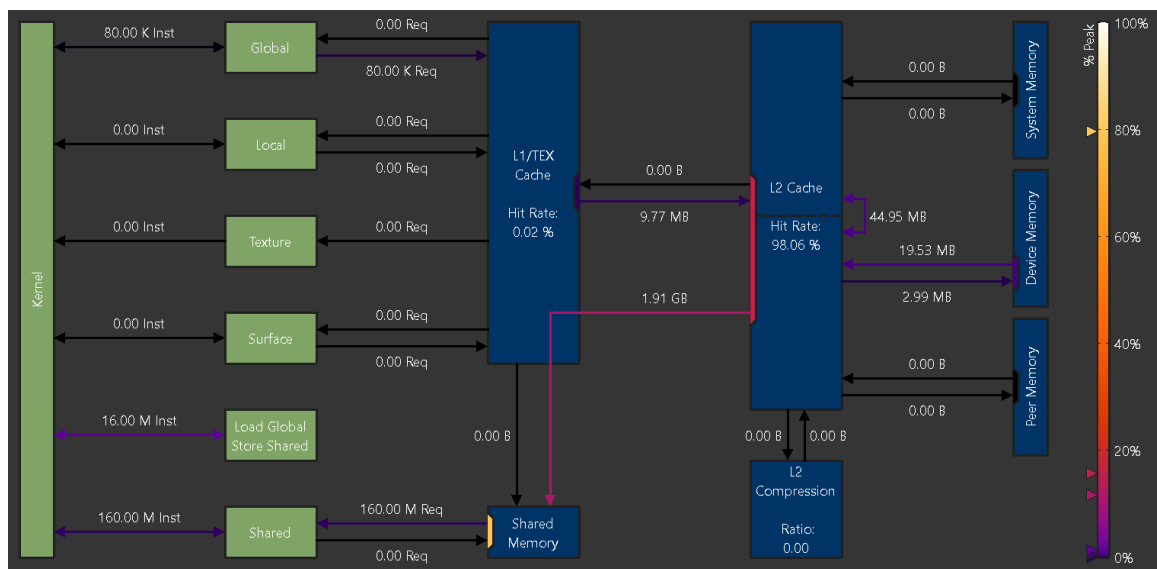 Kernel
80.00 K Inst
0.00 Inst
0.00 Inst
0.00 Inst
16.00 M Inst
160.00 M Inst
Global
Local
Texture
Surface
Load Global
Store Shared
Shared
0.00 Req
80.00 K Req
0.00 Req
0.00 Req
0.00 Req
0.00 Req
0.00 Req
160.00 M Req
0.00 Req
L1/TEX
Cache
Hit Rate:
0.02 %
0.00 B
Shared
Memory
0.00 B
9.77 MB
1.91 GB
L2 Cache
Hit Rate:
98.06 %
44.95 MB
0.00 B
0.00 B
19.53 MB
2.99 MB
0.00 B
0.00 B
0.00 B
0.00 B
L2
Compression
Ratio:
0.00
System Memory
Device Memory
Peer Memory
% Peak
100%
80%
60%
40%
20%
0%